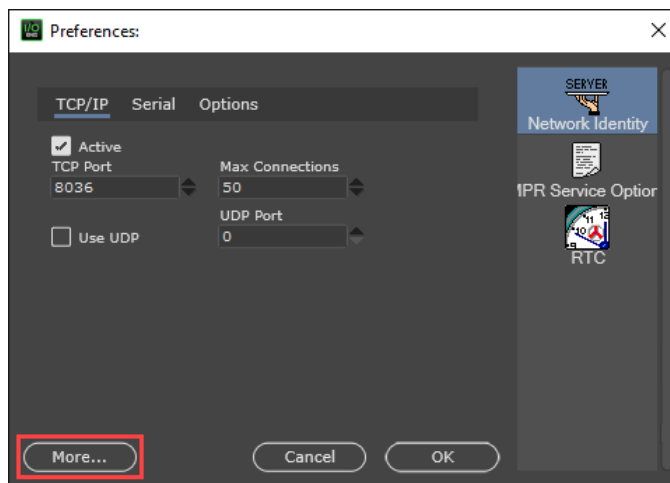 I/O
Preferences:
TCP/IP Serial Options
Active
TCP Port Max Connections
8036 50
UDP Port
Use UDP 0
More... Cancel OK
SERVER
Network Identity
MPR Service Option
RTC